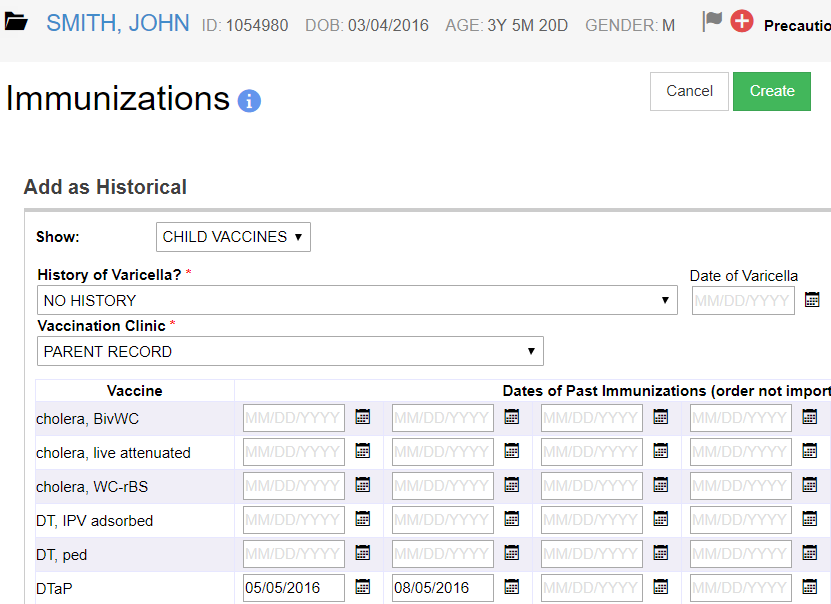 SMITH, JOHN ID: 1054980 DOB: 03/04/2016 AGE: 3Y 5M 20D GENDER: M Precautio
Immunizations i
Cancel Create
Add as Historical
Show: CHILD VACCINES
History of Varicella? * Date of Varicella
NO HISTORY MM/DD/YYYY
Vaccination Clinic *
PARENT RECORD
Vaccine Dates of Past Immunizations (order not import
cholera, BivWC MM/DD/YYYY MM/DD/YYYY MM/DD/YYYY MM/DD/YYYY
cholera, live attenuated MM/DD/YYYY MM/DD/YYYY MM/DD/YYYY MM/DD/YYYY
cholera, WC-rBS MM/DD/YYYY MM/DD/YYYY MM/DD/YYYY MM/DD/YYYY
DT, IPV adsorbed MM/DD/YYYY MM/DD/YYYY MM/DD/YYYY MM/DD/YYYY
DT, ped MM/DD/YYYY MM/DD/YYYY MM/DD/YYYY MM/DD/YYYY
DTaP 05/05/2016 08/05/2016 MM/DD/YYYY MM/DD/YYYY